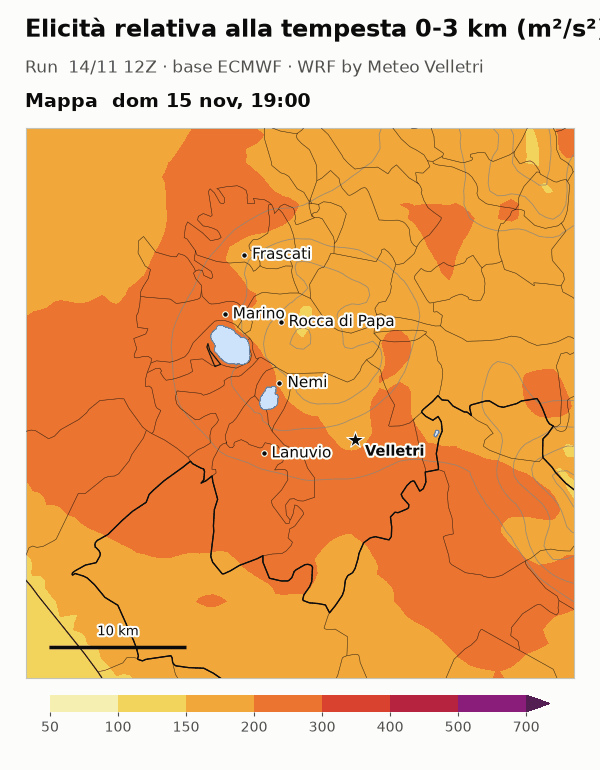 Elicità relativa alla tempesta 0-3 km (m²/s²)
Run  14/11 12Z · base ECMWF · WRF by Meteo Velletri
Mappa  dom 15 nov, 19:00
Frascati
Marino
Rocca di Papa
Nemi
Velletri
Lanuvio
10 km
50 100 150 200 300 400 500 700